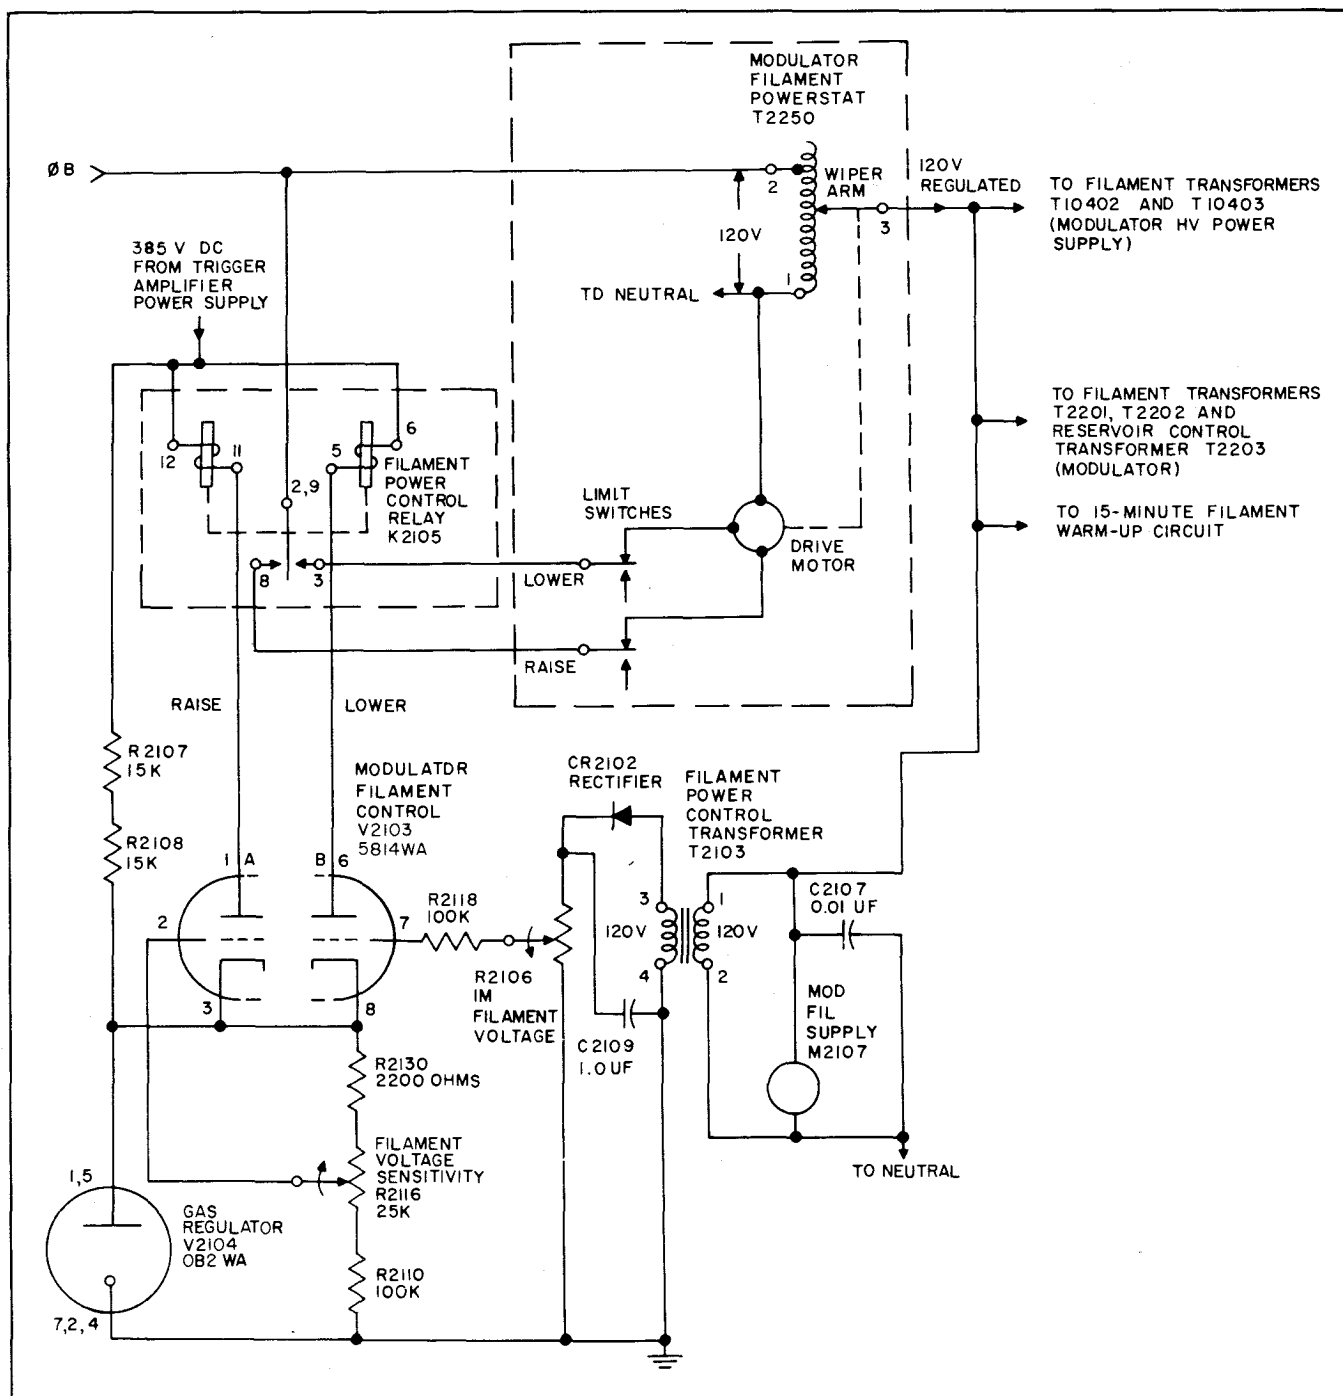 MODULATOR
FILAMENT
POWERSTAT
T2250
ØB
2
WIPER
ARM
120V
REGULATED
3
TO FILAMENT TRANSFORMERS
T10402 AND T10403
(MODULATOR HV POWER
SUPPLY)
120V
1
TD NEUTRAL
385 V DC
FROM TRIGGER
AMPLIFIER
POWER SUPPLY
TO FILAMENT TRANSFORMERS
T2201, T2202 AND
RESERVOIR CONTROL
TRANSFORMER T2203
(MODULATOR)
12
11
5
6
2,9
FILAMENT
POWER
CONTROL
RELAY
K2105
LIMIT
SWITCHES
TO 15-MINUTE FILAMENT
WARM-UP CIRCUIT
DRIVE
MOTOR
8
3
LOWER
RAISE
RAISE
LOWER
R2107
15K
R2108
15K
MODULATDR
FILAMENT
CONTROL
V2103
5814WA
CR2102
RECTIFIER
FILAMENT
POWER
CONTROL
TRANSFORMER
T2103
1 A
B 6
2
7
3
8
R2118
100K
R2106
1M
FILAMENT
VOLTAGE
3
120V
4
1
120V
2
C2107
0.01 UF
MOD
FIL
SUPPLY
M2107
C2109
1.0UF
R2130
2200 OHMS
FILAMENT
VOLTAGE
SENSITIVITY
R2116
25K
TO NEUTRAL
1,5
GAS
REGULATOR
V2104
OB2 WA
7,2,4
R2110
100K